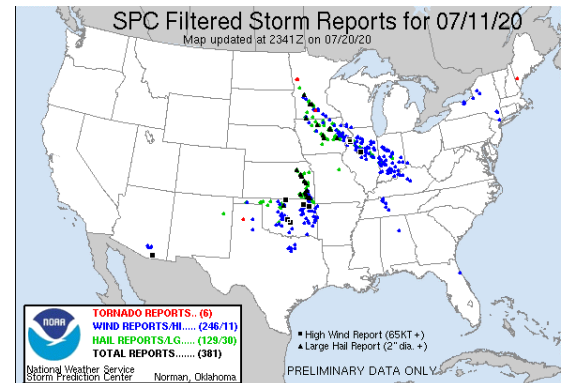 SPC Filtered Storm Reports for 07/11/20
Map updated at 2341Z on 07/20/20
NOAA
TORNADO REPORTS.. (6)
WIND REPORTS/HI..... (246/11)
HAIL REPORTS/LG..... (129/30)
TOTAL REPORTS....... (381)
National Weather Service
Storm Prediction Center Norman, Oklahoma
High Wind Report (65KT +)
Large Hail Report (2" dia. +)
PRELIMINARY DATA ONLY